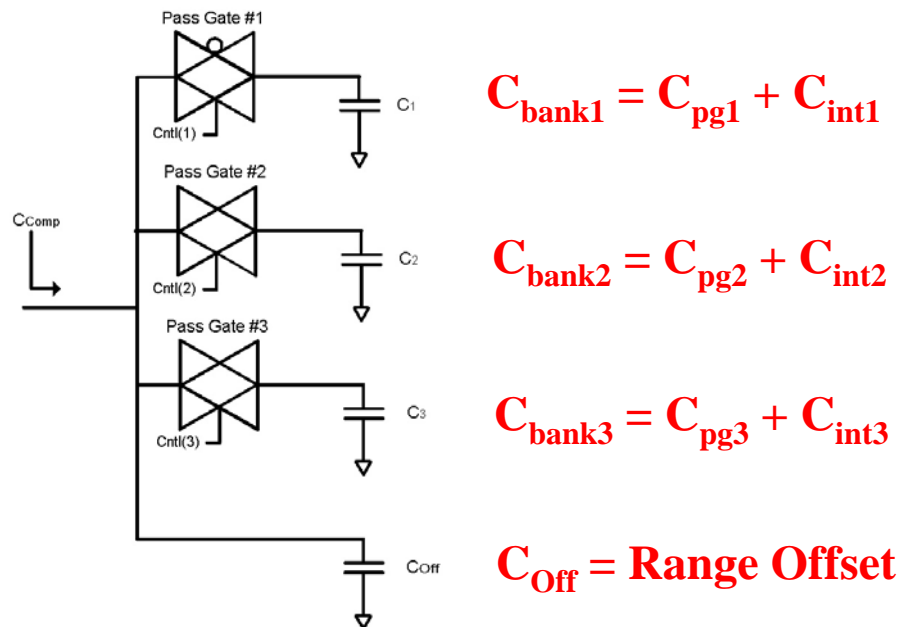 Pass Gate #1
C1
Cntl(1)
Cbank1 = Cpg1 + Cint1
Pass Gate #2
CComp
C2
Cntl(2)
Cbank2 = Cpg2 + Cint2
Pass Gate #3
C3
Cntl(3)
Cbank3 = Cpg3 + Cint3
COff
COff = Range Offset